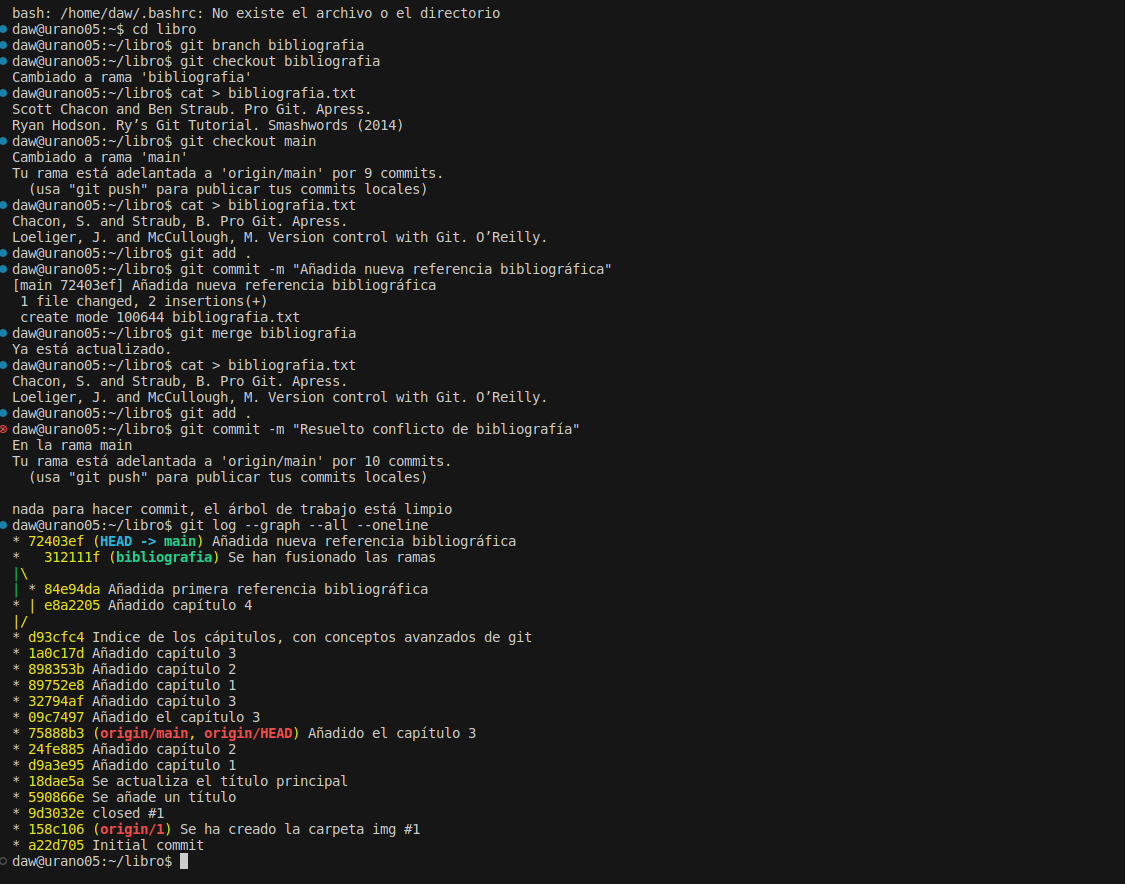 bash: /home/daw/.bashrc: No existe el archivo o el directorio
daw@urano05:~$ cd libro
daw@urano05:~/libro$ git branch bibliografia
daw@urano05:~/libro$ git checkout bibliografia
Cambiado a rama 'bibliografia'
daw@urano05:~/libro$ cat > bibliografia.txt
Scott Chacon and Ben Straub. Pro Git. Apress.
Ryan Hodson. Ry’s Git Tutorial. Smashwords (2014)
daw@urano05:~/libro$ git checkout main
Cambiado a rama 'main'
Tu rama está adelantada a 'origin/main' por 9 commits.
  (usa "git push" para publicar tus commits locales)
daw@urano05:~/libro$ cat > bibliografia.txt
Chacon, S. and Straub, B. Pro Git. Apress.
Loeliger, J. and McCullough, M. Version control with Git. O’Reilly.
daw@urano05:~/libro$ git add .
daw@urano05:~/libro$ git commit -m "Añadida nueva referencia bibliográfica"
[main 72403ef] Añadida nueva referencia bibliográfica
 1 file changed, 2 insertions(+)
 create mode 100644 bibliografia.txt
daw@urano05:~/libro$ git merge bibliografia
Ya está actualizado.
daw@urano05:~/libro$ cat > bibliografia.txt
Chacon, S. and Straub, B. Pro Git. Apress.
Loeliger, J. and McCullough, M. Version control with Git. O’Reilly.
daw@urano05:~/libro$ git add .
daw@urano05:~/libro$ git commit -m "Resuelto conflicto de bibliografía"
En la rama main
Tu rama está adelantada a 'origin/main' por 10 commits.
  (usa "git push" para publicar tus commits locales)

nada para hacer commit, el árbol de trabajo está limpio
daw@urano05:~/libro$ git log --graph --all --oneline
* 72403ef (HEAD -> main) Añadida nueva referencia bibliográfica
*   312111f (bibliografia) Se han fusionado las ramas
|\
| * 84e94da Añadida primera referencia bibliográfica
* | e8a2205 Añadido capítulo 4
|/
* d93cfc4 Indice de los cápitulos, con conceptos avanzados de git
* 1a0c17d Añadido capítulo 3
* 898353b Añadido capítulo 2
* 89752e8 Añadido capítulo 1
* 32794af Añadido capítulo 3
* 09c7497 Añadido el capítulo 3
* 75888b3 (origin/main, origin/HEAD) Añadido el capítulo 3
* 24fe885 Añadido capítulo 2
* d9a3e95 Añadido capítulo 1
* 18dae5a Se actualiza el título principal
* 590866e Se añade un título
* 9d3032e closed #1
* 158c106 (origin/1) Se ha creado la carpeta img #1
* a22d705 Initial commit
daw@urano05:~/libro$